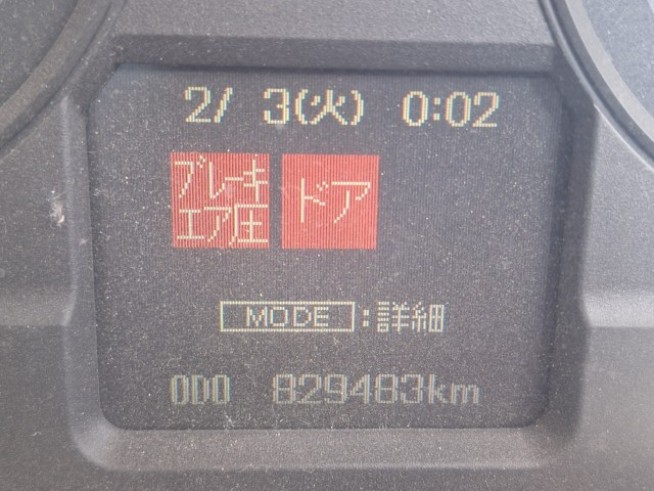 2/ 3(火) 0:02
ブレーキ ドア
エア圧
MODE:詳細
ODO 829483km